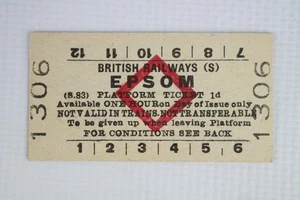 7 8 9 10 11 12
BRITISH RAILWAYS (S)
EPSOM
(B.83) PLATFORM TICKET 1d
Available ONE HOUR on Day of Issue only
NOT VALID IN TRAINS. NOT TRANSFERABLE
To be given up when leaving Platform
FOR CONDITIONS SEE BACK
1 2 3 4 5 6
1306
1306